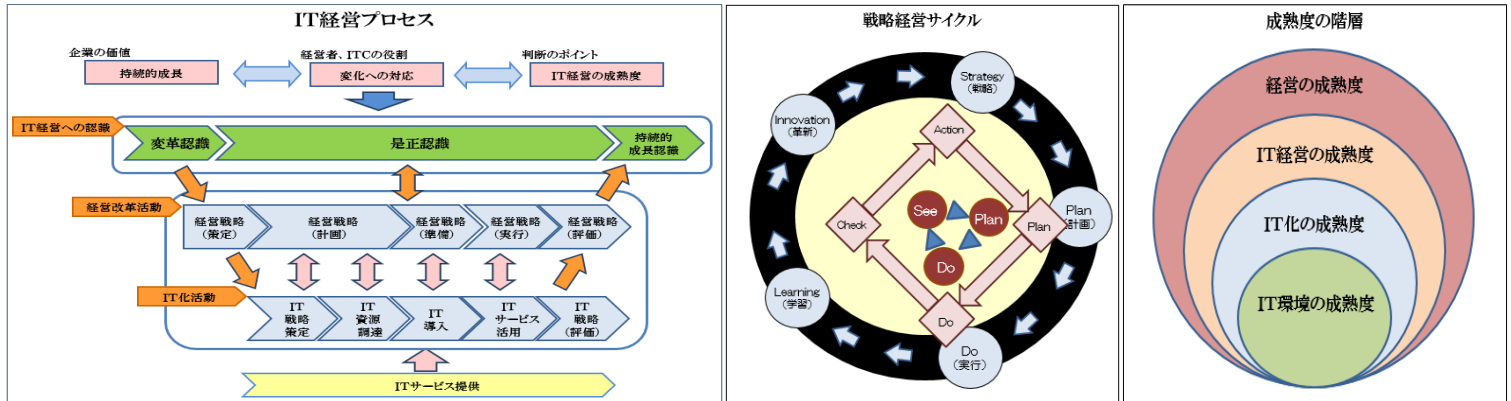 IT経営プロセス
企業の価値
経営者、ITCの役割
判断のポイント
持続的成長
変化への対応
IT経営の成熟度
IT経営への認識
変革認識
是正認識
持続的
成長認識
経営改革活動
経営戦略
(策定)
経営戦略
(計画)
経営戦略
(準備)
経営戦略
(実行)
経営戦略
(評価)
IT化活動
IT
戦略
策定
IT
資源
調達
IT
導入
IT
サービス
活用
IT
戦略
(評価)
ITサービス提供
戦略経営サイクル
Strategy
(戦略)
Innovation
(革新)
Action
See
Plan
Do
Check
Plan
Plan
(計画)
Learning
(学習)
Do
Do
(実行)
成熟度の階層
経営の成熟度
IT経営の成熟度
IT化の成熟度
IT環境の成熟度